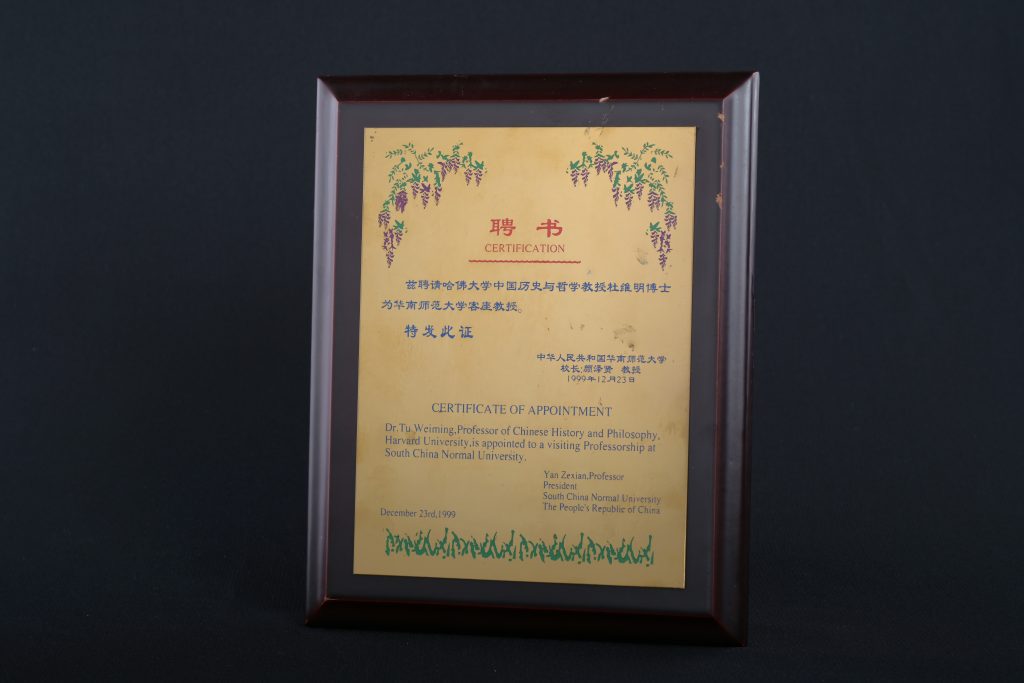 聘书
CERTIFICATION
兹聘请哈佛大学中国历史与哲学教授杜维明博士
为华南师范大学客座教授。
特发此证
中华人民共和国华南师范大学
校长:颜泽贤 教授
1999年12月23日
CERTIFICATE OF APPOINTMENT
Dr.Tu Weiming,Professor of Chinese History and Philosophy,
Harvard University,is appointed to a visiting Professorship at
South China Normal University.
Yan Zexian,Professor
President
South China Normal University
The People's Republic of China
December 23rd,1999